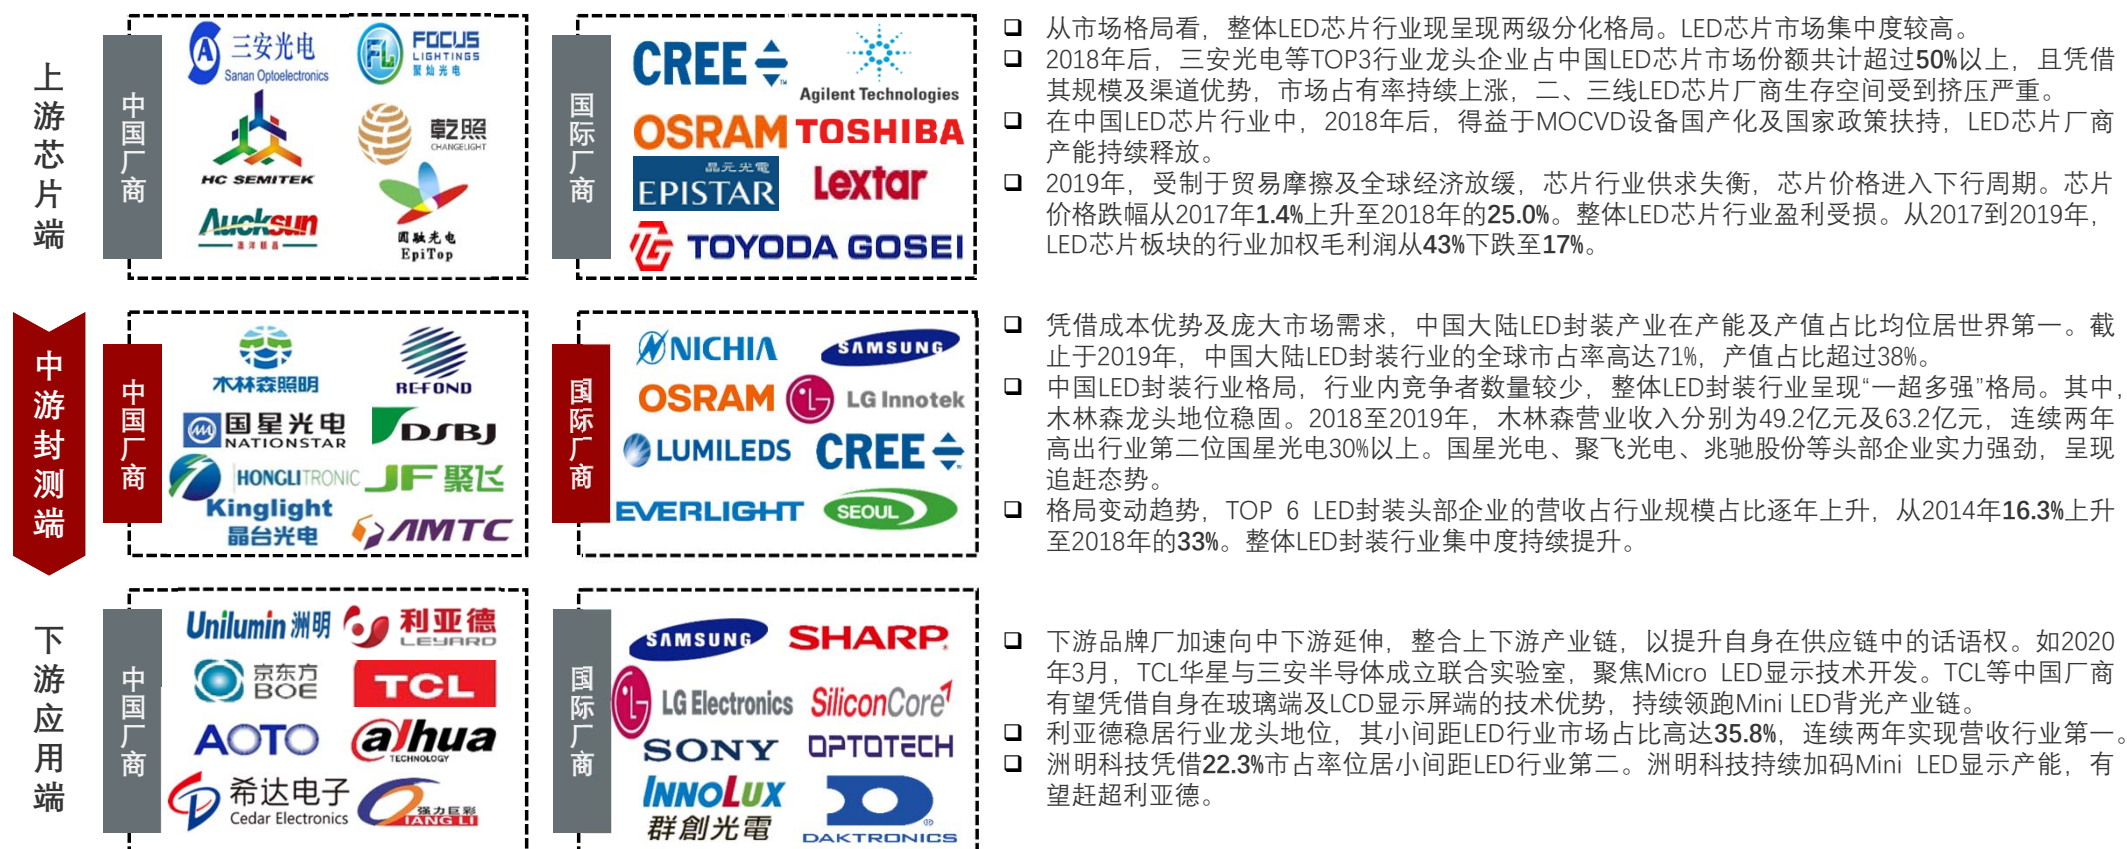 上游芯片端
中国厂商
三安光电
Sanan Optoelectronics
FOCUS
LIGHTINGS
聚灿光电
HC SEMITEK
乾照
CHANGELIGHT
Aucksun
圆融光电
EpiTop
国际厂商
CREE
Agilent Technologies
OSRAM
TOSHIBA
晶元光電
EPISTAR
Lextar
TOYODA GOSEI
从市场格局看，整体LED芯片行业现呈现两级分化格局。LED芯片市场集中度较高。
2018年后，三安光电等TOP3行业龙头企业占中国LED芯片市场份额共计超过50%以上，且凭借
其规模及渠道优势，市场占有率持续上涨，二、三线LED芯片厂商生存空间受到挤压严重。
在中国LED芯片行业中，2018年后，得益于MOCVD设备国产化及国家政策扶持，LED芯片厂商
产能持续释放。
2019年，受制于贸易摩擦及全球经济放缓，芯片行业供求失衡，芯片价格进入下行周期。芯片
价格跌幅从2017年1.4%上升至2018年的25.0%。整体LED芯片行业盈利受损。从2017到2019年，
LED芯片板块的行业加权毛利润从43%下跌至17%。
中游封测端
中国厂商
木林森照明
REFOND
国星光电
NATIONSTAR
DSBJ
HONGLITRONIC
JF 聚飞
Kinglight
晶台光电
AMTC
国际厂商
NICHIA
SAMSUNG
OSRAM
LG Innotek
LUMILEDS
CREE
EVERLIGHT
SEOUL
凭借成本优势及庞大市场需求，中国大陆LED封装产业在产能及产值占比均位居世界第一。截
止于2019年，中国大陆LED封装行业的全球市占率高达71%，产值占比超过38%。
中国LED封装行业格局，行业内竞争者数量较少，整体LED封装行业呈现“一超多强”格局。其中，
木林森龙头地位稳固。2018至2019年，木林森营业收入分别为49.2亿元及63.2亿元，连续两年
高出行业第二位国星光电30%以上。国星光电、聚飞光电、兆驰股份等头部企业实力强劲，呈现
追赶态势。
格局变动趋势，TOP 6 LED封装头部企业的营收占行业规模占比逐年上升，从2014年16.3%上升
至2018年的33%。整体LED封装行业集中度持续提升。
下游应用端
中国厂商
Unilumin 洲明
利亚德
LEYARD
京东方
BOE
TCL
AOTO
alhua
TECHNOLOGY
希达电子
Cedar Electronics
强力巨彩
QIANGLI
国际厂商
SAMSUNG
SHARP
LG Electronics
SiliconCore
SONY
OPTOTECH
INNOLUX
群創光電
DAKTRONICS
下游品牌厂加速向中下游延伸，整合上下游产业链，以提升自身在供应链中的话语权。如2020
年3月，TCL华星与三安半导体成立联合实验室，聚焦Micro LED显示技术开发。TCL等中国厂商
有望凭借自身在玻璃端及LCD显示屏端的技术优势，持续领跑Mini LED背光产业链。
利亚德稳居行业龙头地位，其小间距LED行业市场占比高达35.8%，连续两年实现营收行业第一。
洲明科技凭借22.3%市占率位居小间距LED行业第二。洲明科技持续加码Mini LED显示产能，有
望赶超利亚德。